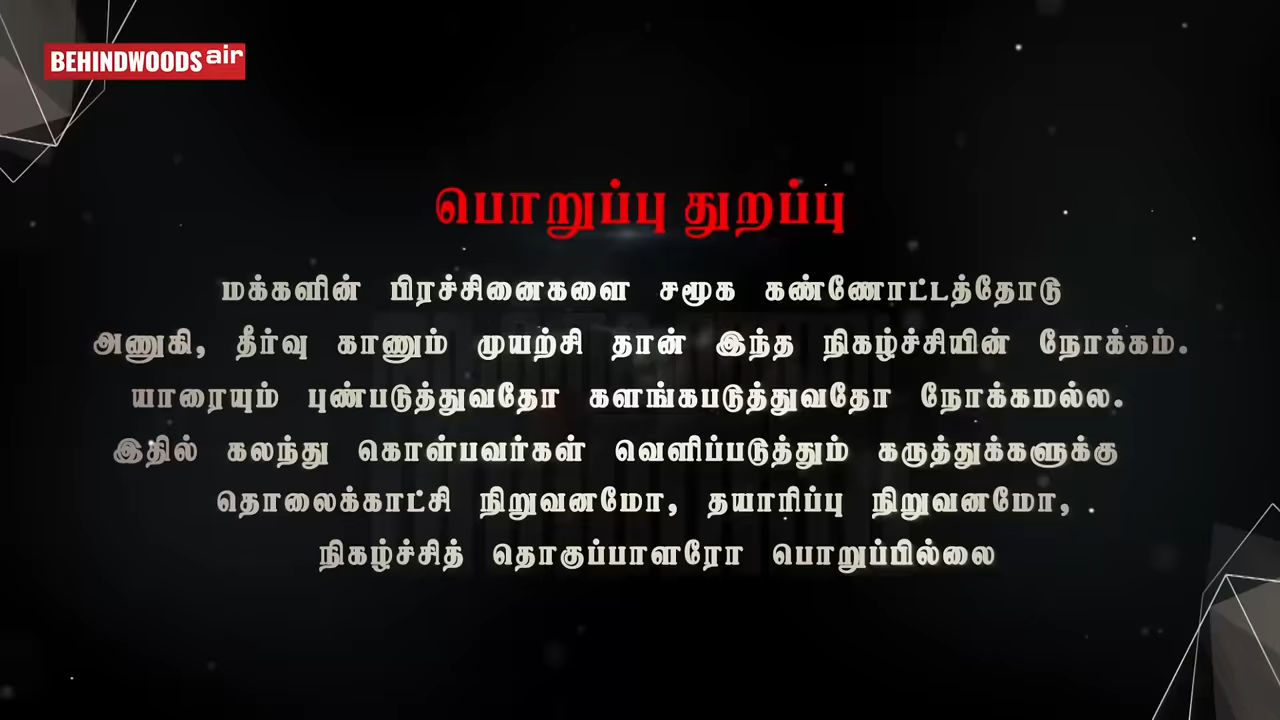 BEHINDWOODS air
பொறுப்பு துறப்பு
மக்களின் பிரச்சினைகளை சமூக கண்ணோட்டத்தோடு
அணுகி, தீர்வு காணும் முயற்சி தான் இந்த நிகழ்ச்சியின் நோக்கம்.
யாரையும் புண்படுத்துவதோ களங்கபடுத்துவதோ நோக்கமல்ல.
இதில் கலந்து கொள்பவர்கள் வெளிப்படுத்தும் கருத்துக்களுக்கு
தொலைக்காட்சி நிறுவனமோ, தயாரிப்பு நிறுவனமோ,
நிகழ்ச்சித் தொகுப்பாளரோ பொறுப்பில்லை